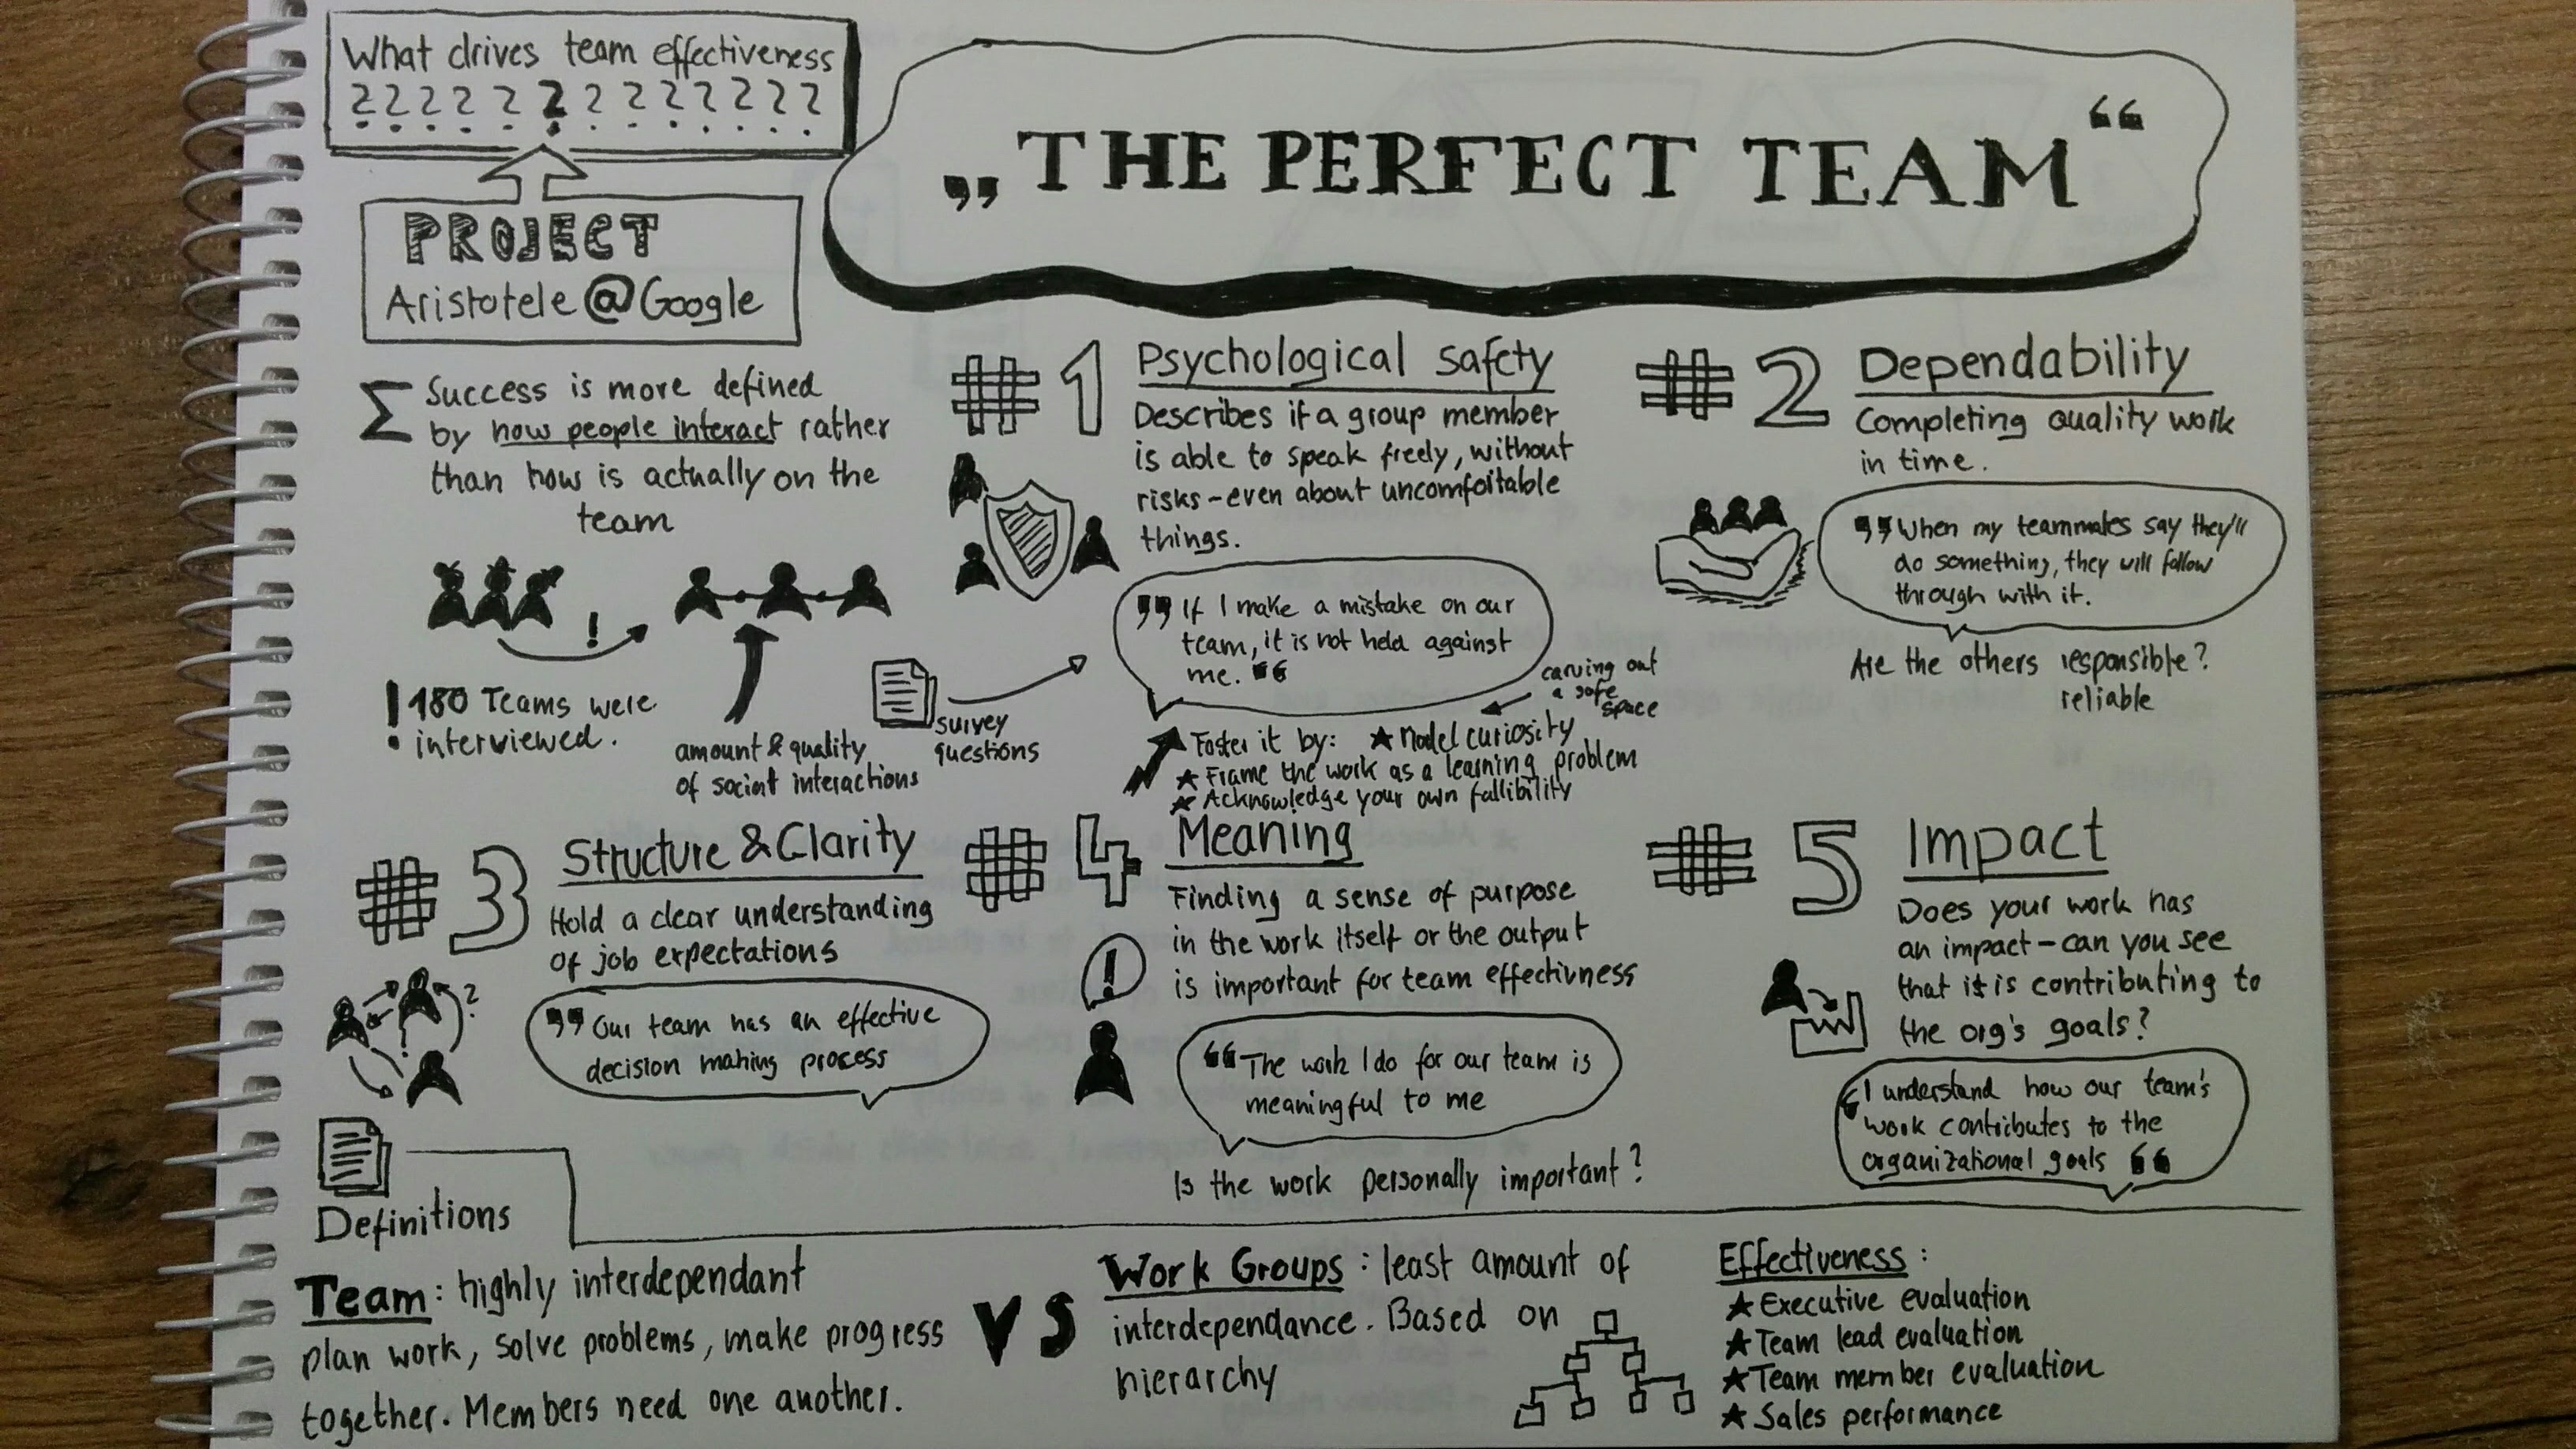 What drives team effectiveness
? ? ? ? ? ? ? ? ? ? ? ? ?
PROJECT
Aristotele @ Google
„THE PERFECT TEAM“
Σ Success is more defined
by how people interact rather
than how is actually on the
team
!
! 180 Teams were
interviewed.
amount & quality
of social interactions
survey
questions
#1 Psychological safety
Describes if a group member
is able to speak freely, without
risks - even about uncomfortable
things.
"If I make a mistake on our
team, it is not held against
me. "
carving out
a safe
space
Foster it by: ★ Model curiosity
★ Frame the work as a learning problem
★ Acknowledge your own fallibility
#2 Dependability
Completing quality work
in time.
"When my teammates say they'll
do something, they will follow
through with it.
Are the others responsible?
reliable
#3 Structure & Clarity
Hold a clear understanding
of job expectations
?
"Our team has an effective
decision making process
#4 Meaning
Finding a sense of purpose
in the work itself or the output
is important for team effectivness
!
"The work I do for our team is
meaningful to me
Is the work personally important?
#5 Impact
Does your work has
an impact - can you see
that it is contributing to
the org's goals?
"I understand how our team's
work contributes to the
organizational goals "
Definitions
Team: highly interdependant
plan work, solve problems, make progress
together. Members need one another.
VS
Work Groups: least amount of
interdependance. Based on
hierarchy
Effectiveness:
★ Executive evaluation
★ Team lead evaluation
★ Team member evaluation
★ Sales performance